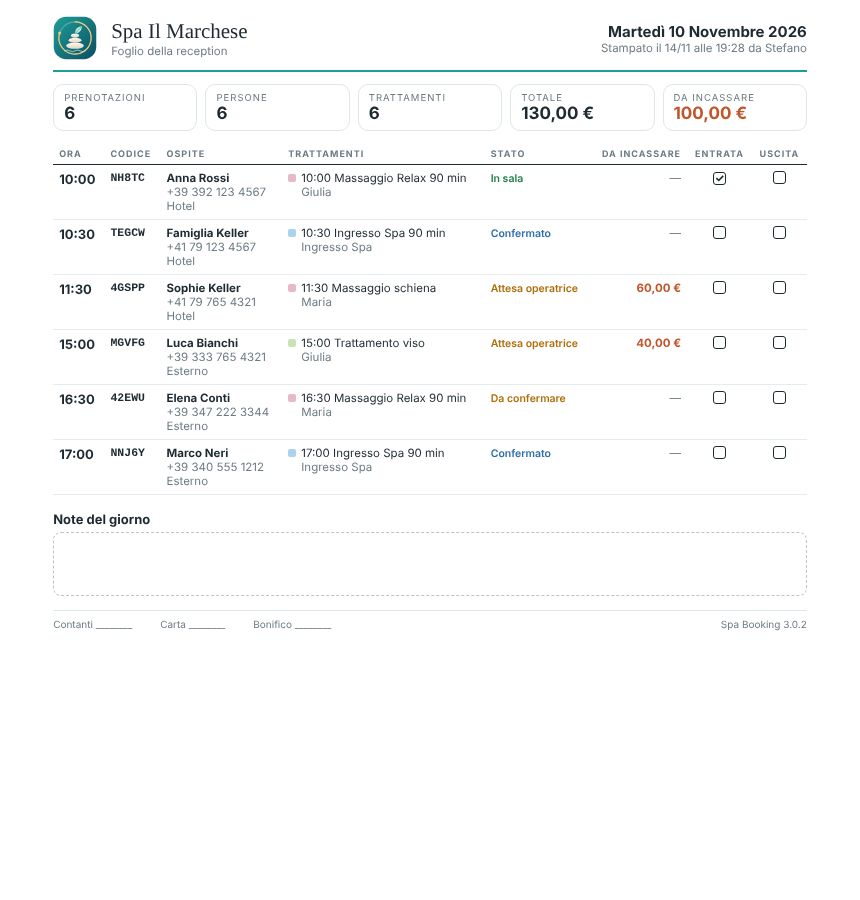 Spa Il Marchese
Foglio della reception
Martedì 10 Novembre 2026
Stampato il 14/11 alle 19:28 da Stefano
PRENOTAZIONI
6
PERSONE
6
TRATTAMENTI
6
TOTALE
130,00 €
DA INCASSARE
100,00 €
ORA CODICE OSPITE TRATTAMENTI STATO DA INCASSARE ENTRATA USCITA
10:00 NH8TC Anna Rossi 10:00 Massaggio Relax 90 min In sala —
+39 392 123 4567 Giulia
Hotel
10:30 TEGCW Famiglia Keller 10:30 Ingresso Spa 90 min Confermato —
+41 79 123 4567 Ingresso Spa
Hotel
11:30 4GSPP Sophie Keller 11:30 Massaggio schiena Attesa operatrice 60,00 €
+41 79 765 4321 Maria
Hotel
15:00 MGVFG Luca Bianchi 15:00 Trattamento viso Attesa operatrice 40,00 €
+39 333 765 4321 Giulia
Esterno
16:30 42EWU Elena Conti 16:30 Massaggio Relax 90 min Da confermare —
+39 347 222 3344 Maria
Esterno
17:00 NNJ6Y Marco Neri 17:00 Ingresso Spa 90 min Confermato —
+39 340 555 1212 Ingresso Spa
Esterno
Note del giorno
Contanti ______ Carta ______ Bonifico ______ Spa Booking 3.0.2